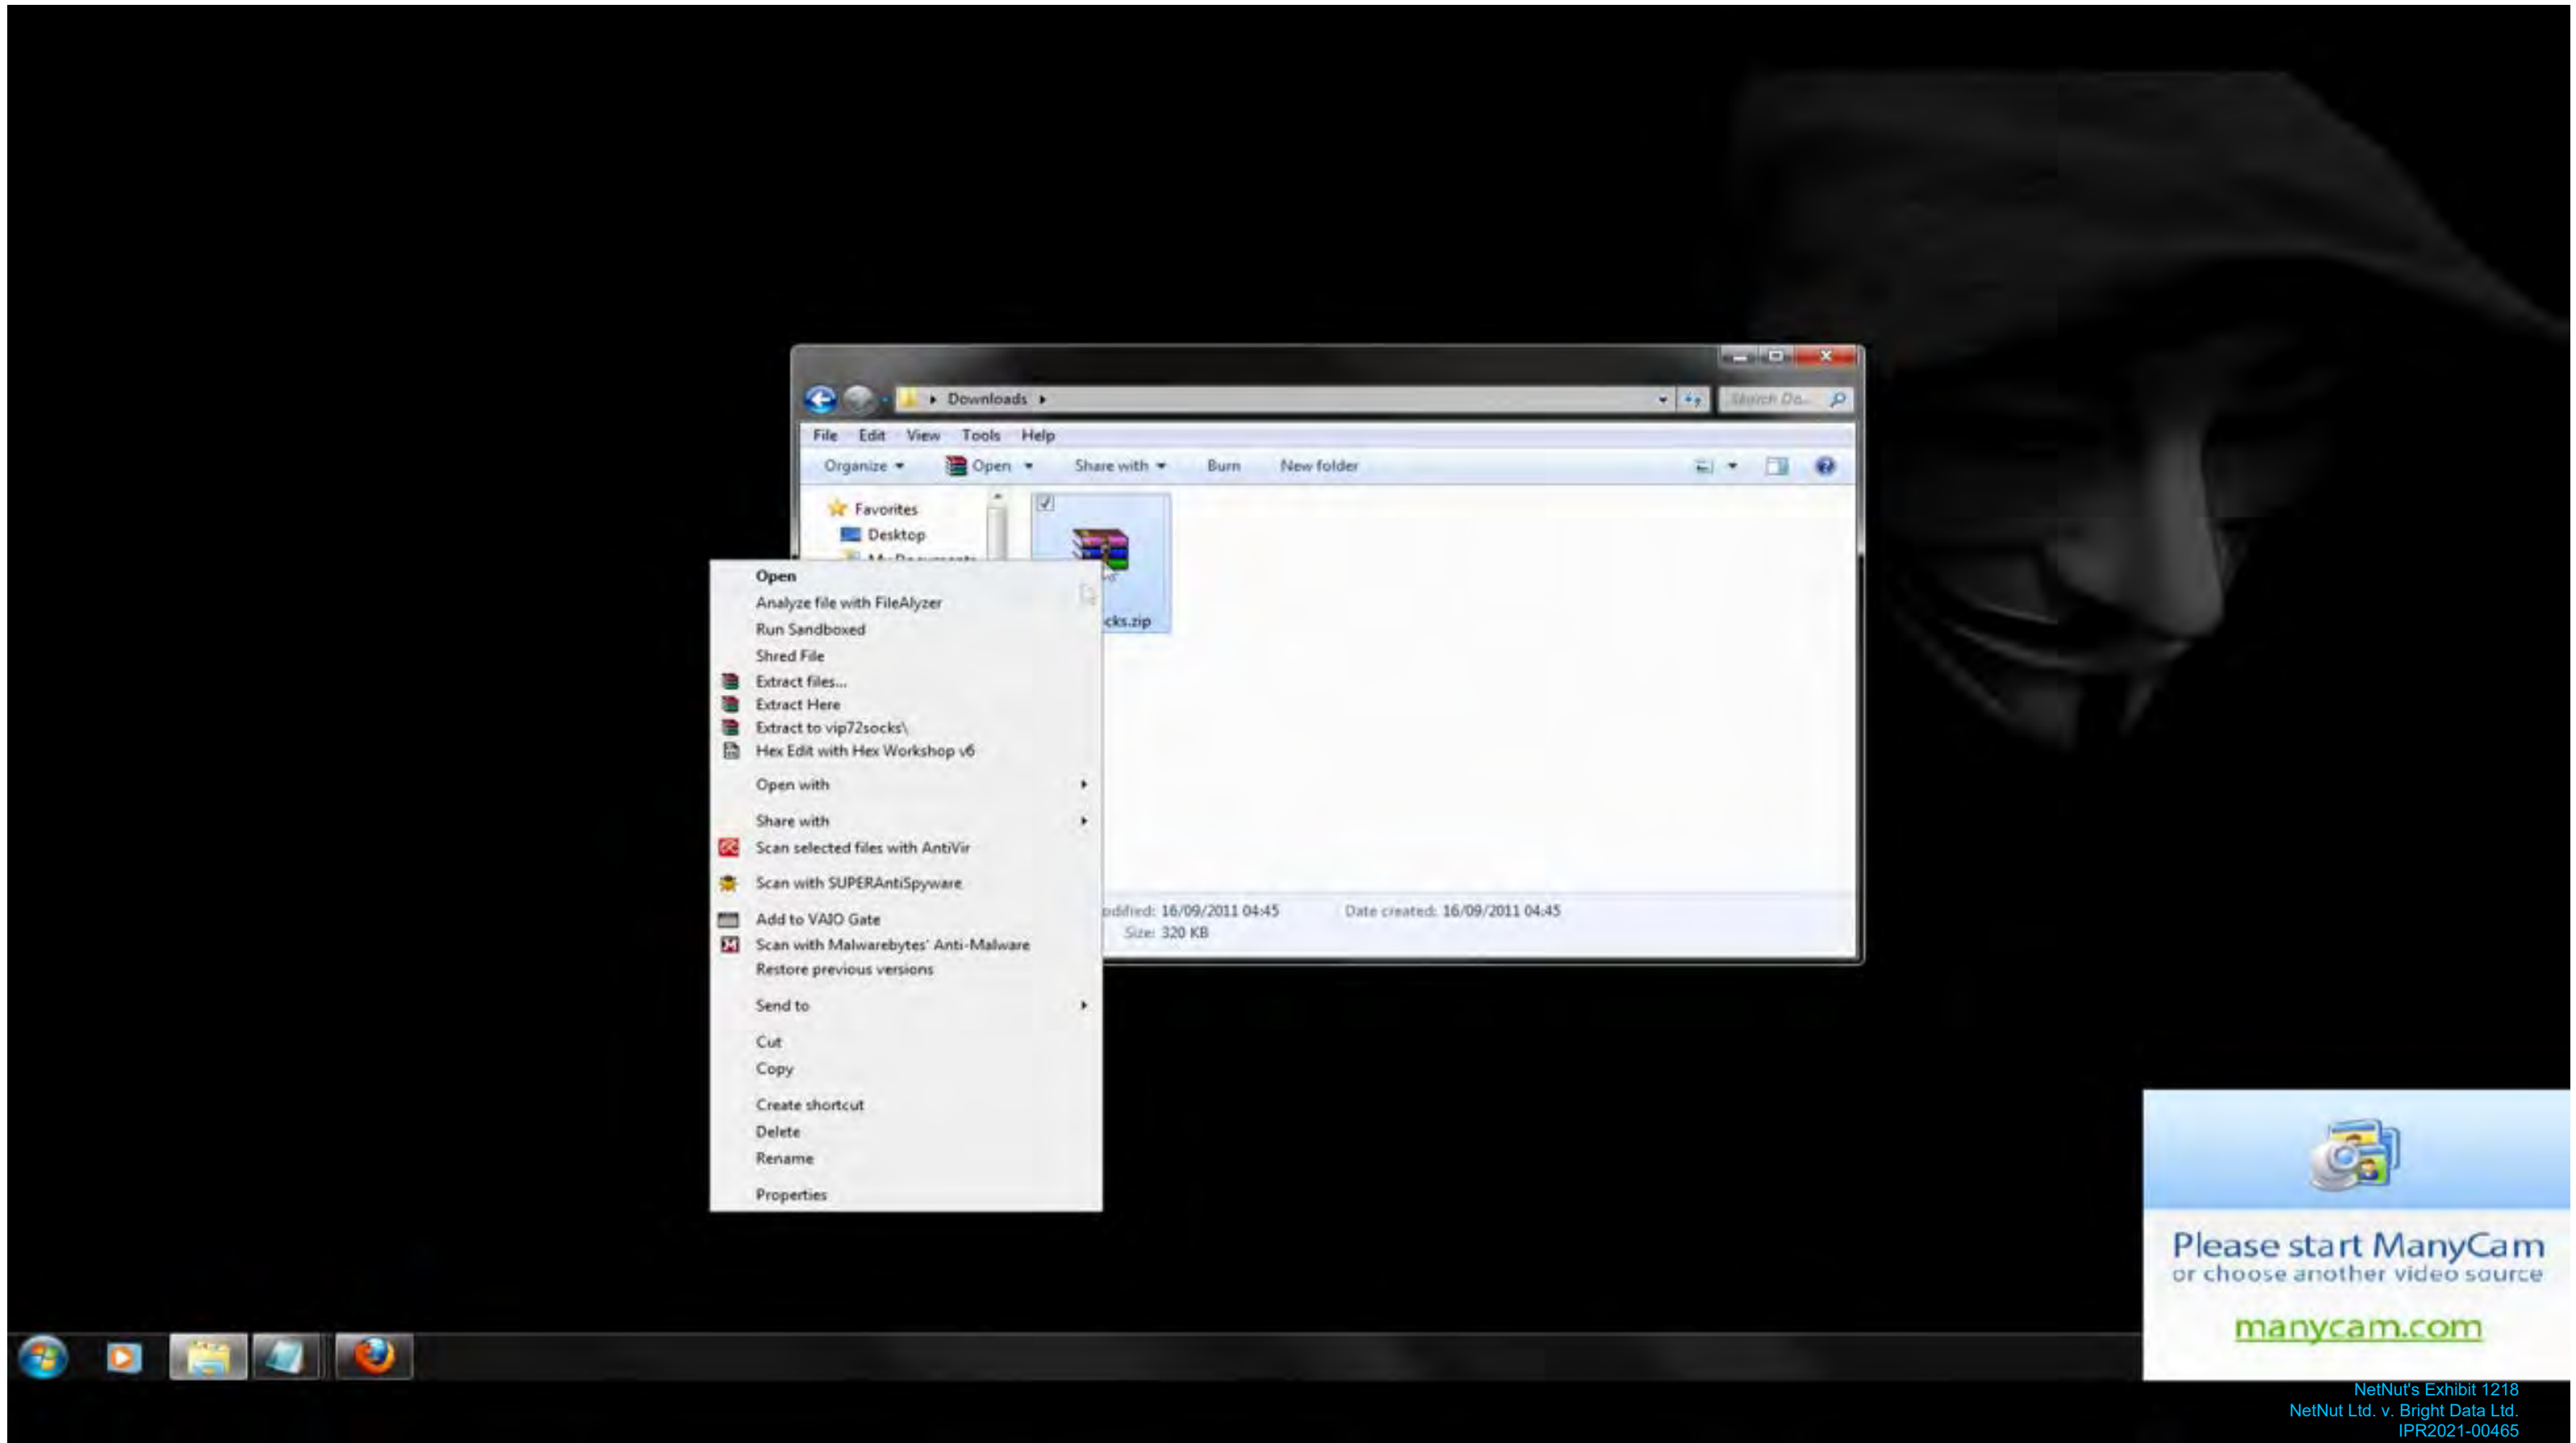 Downloads
Search Do...
File Edit View Tools Help
Organize Open Share with Burn New folder
Favorites
Desktop
My Documents
cks.zip
Open
Analyze file with FileAlyzer
Run Sandboxed
Shred File
Extract files...
Extract Here
Extract to vip72socks\
Hex Edit with Hex Workshop v6
Open with
Share with
Scan selected files with AntiVir
Scan with SUPERAntiSpyware
Add to VAIO Gate
Scan with Malwarebytes' Anti-Malware
Restore previous versions
Send to
Cut
Copy
Create shortcut
Delete
Rename
Properties
odified: 16/09/2011 04:45 Date created: 16/09/2011 04:45
Size: 320 KB
Please start ManyCam
or choose another video source
manycam.com
NetNut's Exhibit 1218
NetNut Ltd. v. Bright Data Ltd.
IPR2021-00465